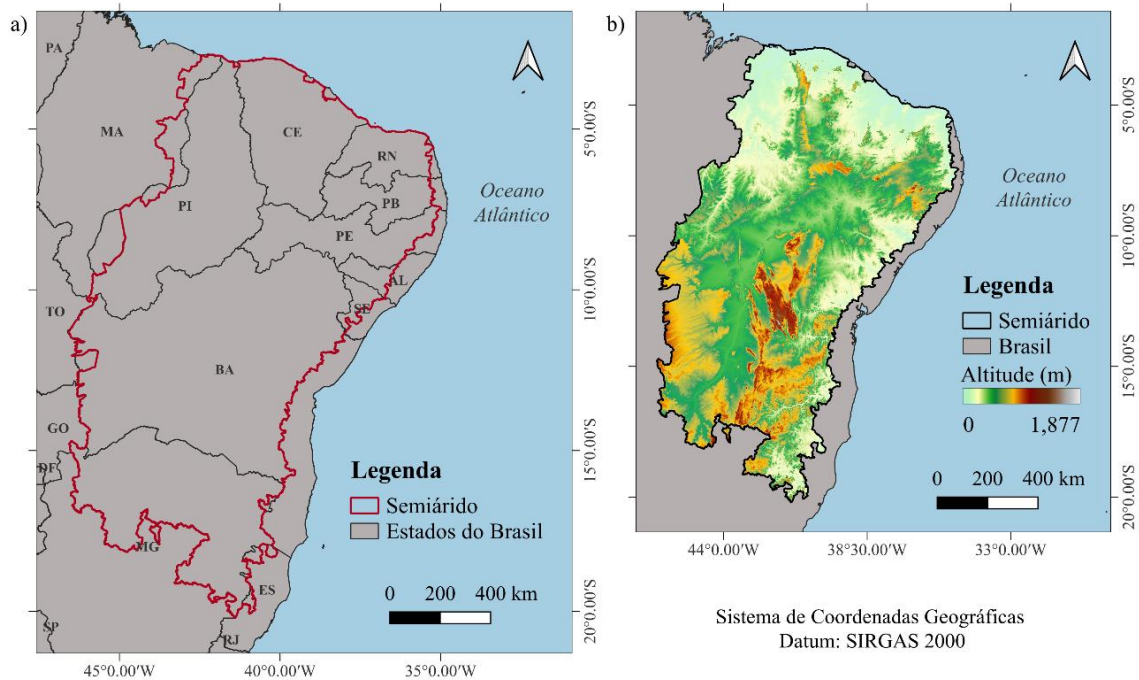 a)
PA
MA
CE
RN
PB
PI
PE
AL
SE
TO
BA
GO
DF
MG
ES
SP
RJ
Oceano
Atlântico
Legenda
Semiárido
Estados do Brasil
0 200 400 km
5°0.00'S
10°0.00'S
15°0.00'S
20°0.00'S
45°0.00'W 40°0.00'W 35°0.00'W
b)
Oceano
Atlântico
Legenda
Semiárido
Brasil
Altitude (m)
0 1,877
0 200 400 km
5°0.00'S
10°0.00'S
15°0.00'S
20°0.00'S
44°0.00'W 38°30.00'W 33°0.00'W
Sistema de Coordenadas Geográficas
Datum: SIRGAS 2000